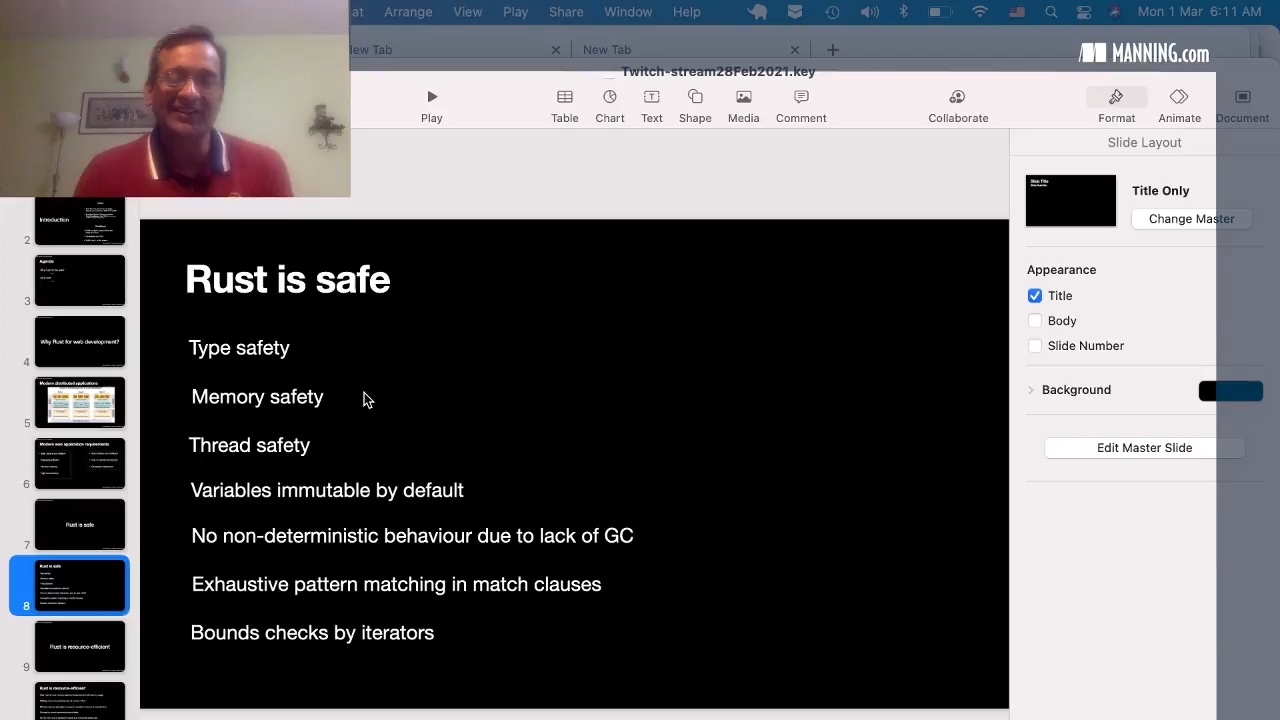 at Arrange View Play Share Window Help Mon 1 Mar 6:11 AM
ew Tab New Tab
MANNING.com
Twitch-stream28Feb2021.key
Play Table Chart Text Shape Media Comment Collaborate Format Animate Document
Slide Layout
Title Only
Change Master
Appearance
Title
Body
Slide Number
Background
Edit Master
Introduction
2
Agenda
3
Why Rust for web development?
4
Modern distributed applications
5
Modern web application requirements
6
Rust is safe
7
Rust is safe
8
Rust is resource-efficient
9
Rust is resource-efficient
Rust is safe
Type safety
Memory safety
Thread safety
Variables immutable by default
No non-deterministic behaviour due to lack of GC
Exhaustive pattern matching in match clauses
Bounds checks by iterators